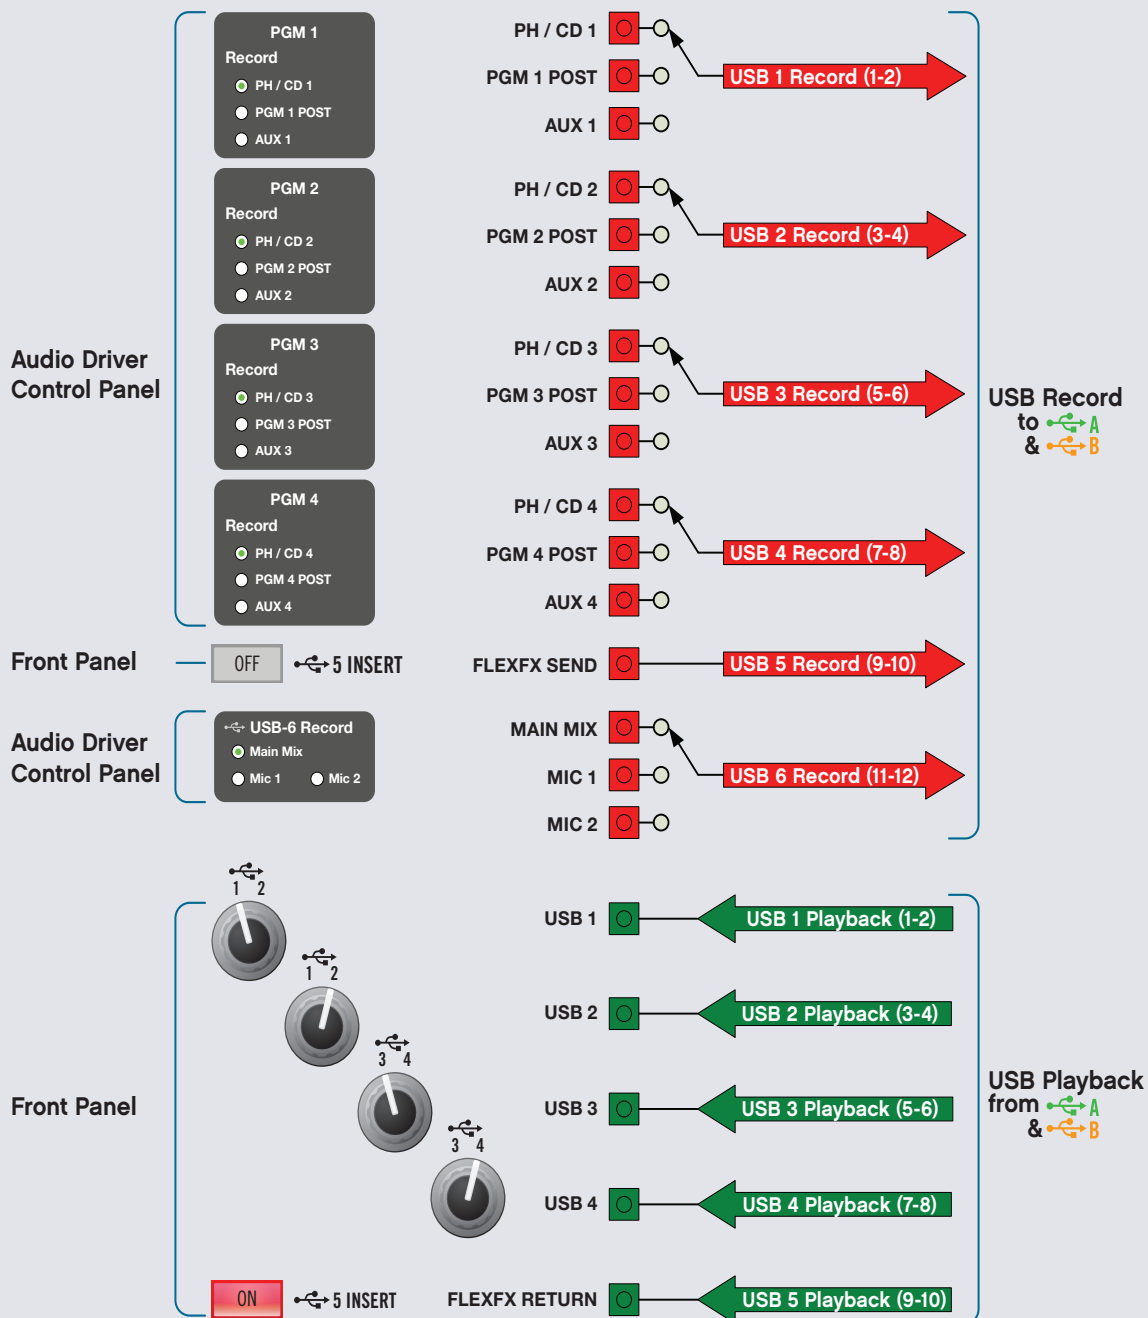 PGM 1
Record
PH / CD 1
PGM 1 POST
AUX 1
PH / CD 1
PGM 1 POST
AUX 1
USB 1 Record (1-2)
PGM 2
Record
PH / CD 2
PGM 2 POST
AUX 2
PH / CD 2
PGM 2 POST
AUX 2
USB 2 Record (3-4)
Audio Driver
Control Panel
PGM 3
Record
PH / CD 3
PGM 3 POST
AUX 3
PH / CD 3
PGM 3 POST
AUX 3
USB 3 Record (5-6)
USB Record
to A
& B
PGM 4
Record
PH / CD 4
PGM 4 POST
AUX 4
PH / CD 4
PGM 4 POST
AUX 4
USB 4 Record (7-8)
Front Panel
OFF
5 INSERT
FLEXFX SEND
USB 5 Record (9-10)
Audio Driver
Control Panel
USB-6 Record
Main Mix
Mic 1 Mic 2
MAIN MIX
MIC 1
MIC 2
USB 6 Record (11-12)
1 2
1 2
3 4
3 4
Front Panel
USB 1
USB 1 Playback (1-2)
USB 2
USB 2 Playback (3-4)
USB 3
USB 3 Playback (5-6)
USB 4
USB 4 Playback (7-8)
USB Playback
from A
& B
ON
5 INSERT
FLEXFX RETURN
USB 5 Playback (9-10)